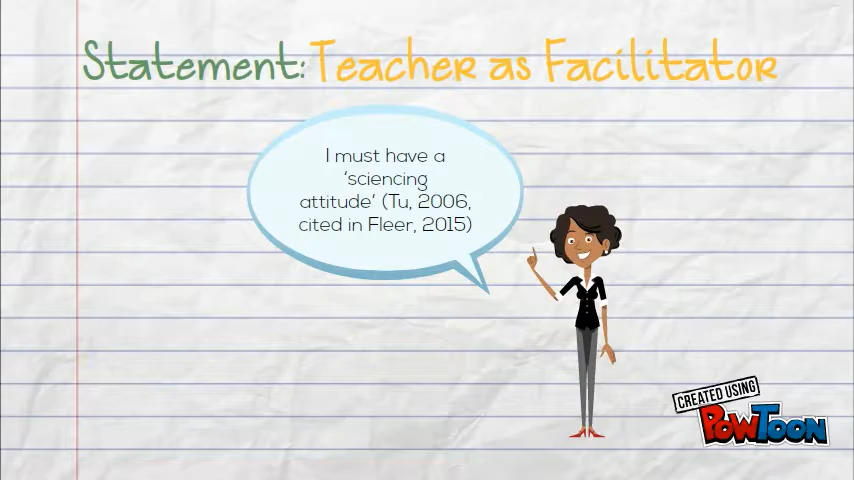 Statement: Teacher as Facilitator
I must have a
‘sciencing
attitude’ (Tu, 2006,
cited in Fleer, 2015)
CREATED USING
POWTOON